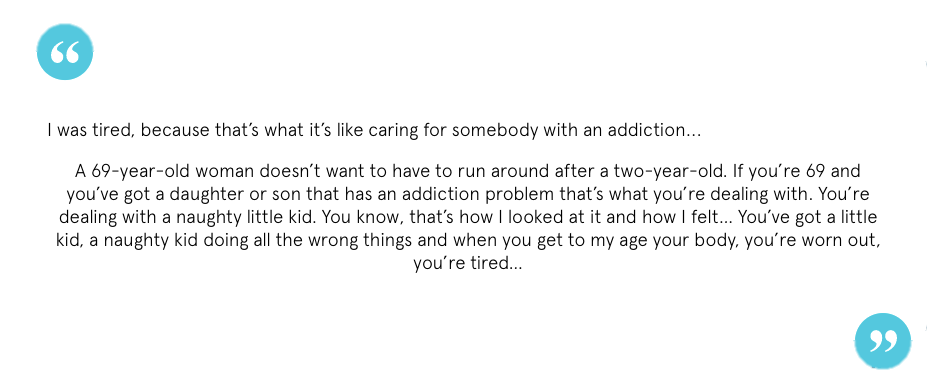 “
I was tired, because that’s what it’s like caring for somebody with an addiction...
A 69-year-old woman doesn’t want to have to run around after a two-year-old. If you’re 69 and
you’ve got a daughter or son that has an addiction problem that’s what you’re dealing with. You’re
dealing with a naughty little kid. You know, that’s how I looked at it and how I felt... You’ve got a little
kid, a naughty kid doing all the wrong things and when you get to my age your body, you’re worn out,
you’re tired...
”